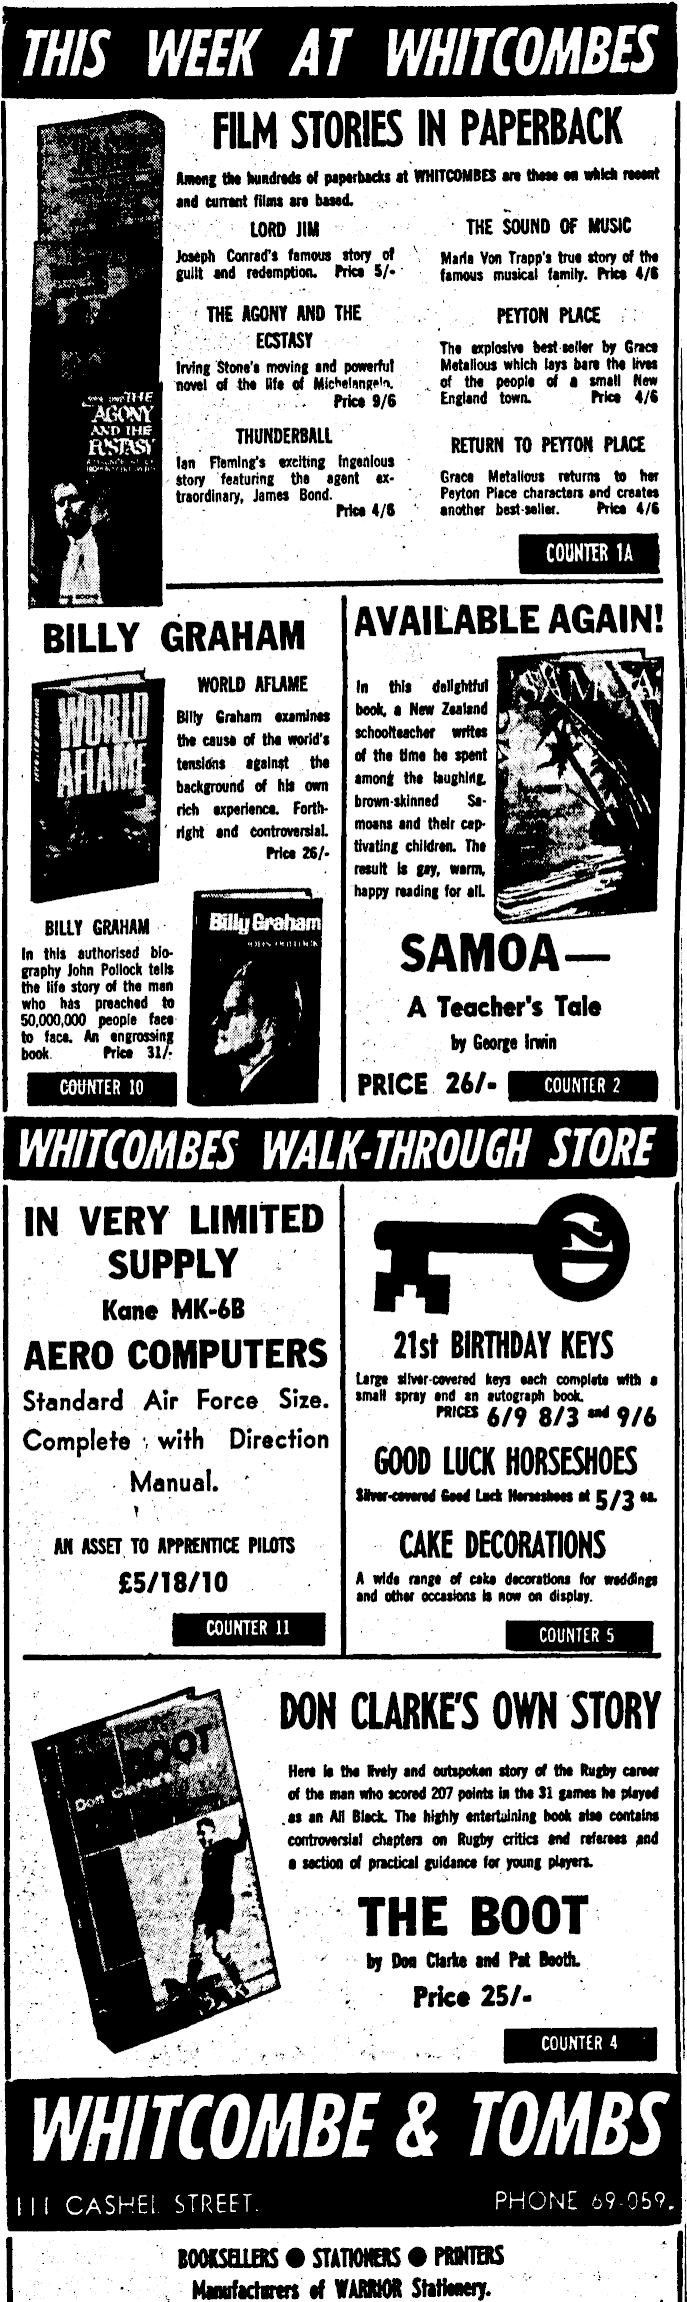 THIS WEEK AT WHITCOMBES
FILM STORIES IN PAPERBACK
Among the hundreds of paperbacks at WHITCOMBES are these on which recent
and current films are based.
LORD JIM
Joseph Conrad's famous story of
guilt and redemption. Price 5/-
THE AGONY AND THE
ECSTASY
Irving Stone's moving and powerful
novel of the life of Michelangelo.
Price 9/6
THUNDERBALL
Ian Fleming's exciting ingenious
story featuring the agent ex-
traordinary, James Bond.
Price 4/6
THE SOUND OF MUSIC
Maria Von Trapp's true story of the
famous musical family. Price 4/6
PEYTON PLACE
The explosive best-seller by Grace
Metalious which lays bare the lives
of the people of a small New
England town. Price 4/6
RETURN TO PEYTON PLACE
Grace Metalious returns to her
Peyton Place characters and creates
another best-seller. Price 4/6
COUNTER 1A
THE
AGONY
AND THE
ECSTASY
BILLY GRAHAM
WORLD
AFLAME
WORLD AFLAME
Billy Graham examines
the cause of the world's
tensions against the
background of his own
rich experience. Forth-
right and controversial.
Price 26/-
BILLY GRAHAM
In this authorised bio-
graphy John Pollock tells
the life story of the man
who has preached to
50,000,000 people face
to face. An engrossing
book. Price 31/-
Billy Graham
JOHN POLLOCK
COUNTER 10
AVAILABLE AGAIN!
In this delightful
book, a New Zealand
schoolteacher writes
of the time he spent
among the laughing,
brown-skinned Sa-
moans and their cap-
tivating children. The
result is gay, warm,
happy reading for all.
SAMOA
SAMOA—
A Teacher's Tale
by George Irwin
PRICE 26/- COUNTER 2
WHITCOMBES WALK-THROUGH STORE
IN VERY LIMITED
SUPPLY
Kane MK-6B
AERO COMPUTERS
Standard Air Force Size.
Complete with Direction
Manual.
AN ASSET TO APPRENTICE PILOTS
£5/18/10
COUNTER 11
21
21st BIRTHDAY KEYS
Large silver-covered keys each complete with a
small spray and an autograph book.
PRICES 6/9 8/3 and 9/6
GOOD LUCK HORSESHOES
Silver-covered Good Luck Horseshoes at 5/3 ea.
CAKE DECORATIONS
A wide range of cake decorations for weddings
and other occasions is now on display.
COUNTER 5
BOOT
Don Clarke's
DON CLARKE'S OWN STORY
Here is the lively and outspoken story of the Rugby career
of the man who scored 207 points in the 31 games he played
as an All Black. The highly entertaining book also contains
controversial chapters on Rugby critics and referees and
a section of practical guidance for young players.
THE BOOT
by Don Clarke and Pat Booth.
Price 25/-
COUNTER 4
WHITCOMBE & TOMBS
111 CASHEL STREET. PHONE 69-059.
BOOKSELLERS ● STATIONERS ● PRINTERS
Manufacturers of WARRIOR Stationery.